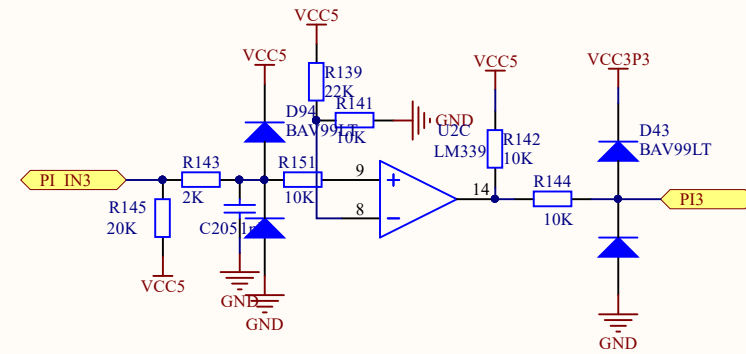 VCC5
VCC5
VCC5
VCC3P3
R139
22K
D94
BAV99LT
R141
10K
GND
U2C
LM339
R142
10K
D43
BAV99LT
PI_IN3
R143
2K
R151
10K
9
8
14
R144
10K
PI3
R145
20K
C205
VCC5
GND
GND
GND